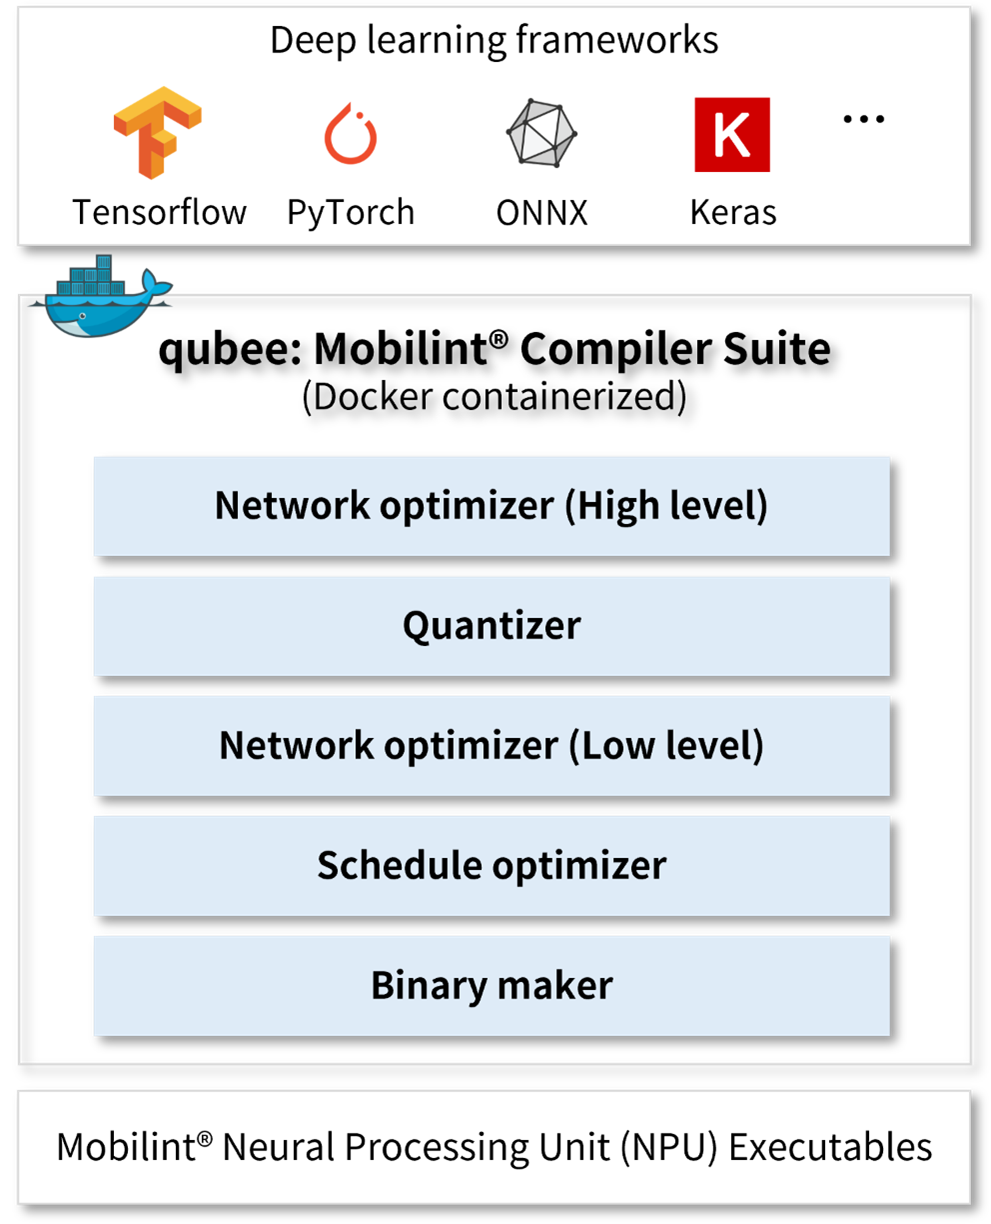 Deep learning frameworks
...
Tensorflow PyTorch ONNX Keras
qubee: Mobilint® Compiler Suite
(Docker containerized)
Network optimizer (High level)
Quantizer
Network optimizer (Low level)
Schedule optimizer
Binary maker
Mobilint® Neural Processing Unit (NPU) Executables